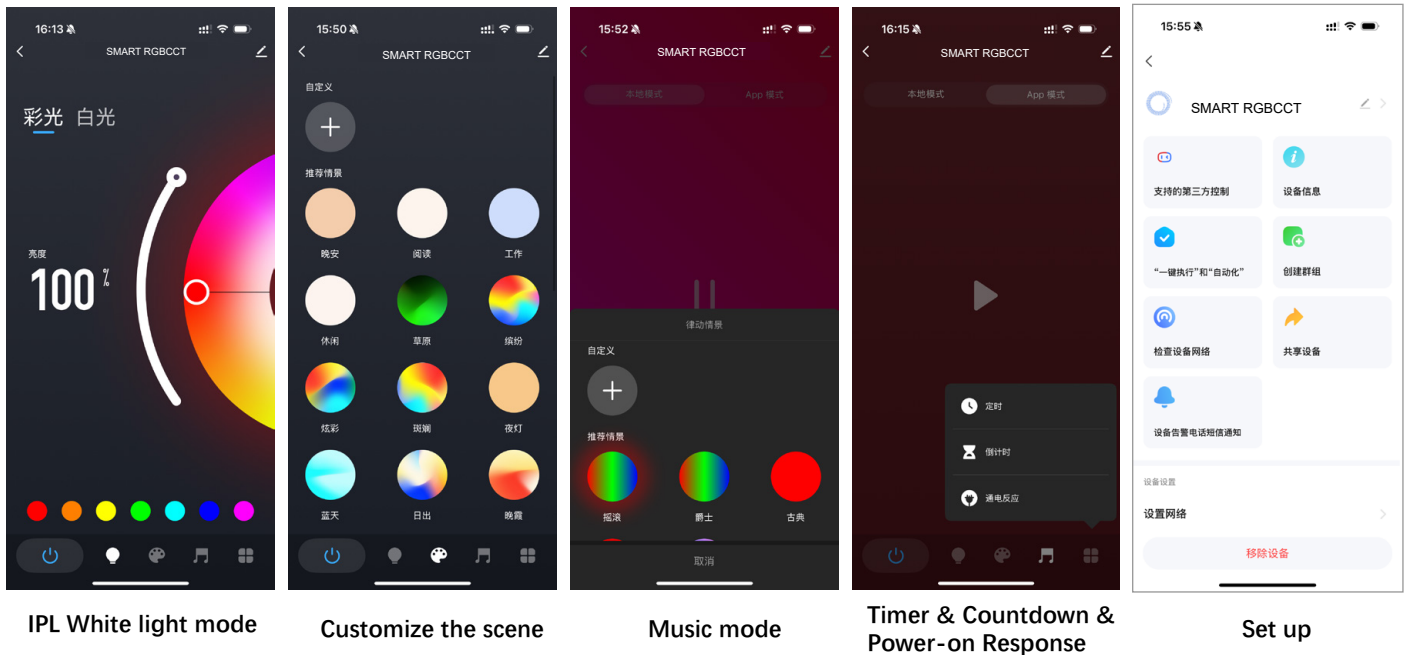 16:13
SMART RGBCCT
彩光 白光
亮度
100 %
IPL White light mode
15:50
SMART RGBCCT
自定义
推荐情景
晚安 阅读 工作
休闲 草原 缤纷
炫彩 斑斓 夜灯
蓝天 日出 晚霞
Customize the scene
15:52
SMART RGBCCT
本地模式 App 模式
律动情景
自定义
推荐情景
摇滚 爵士 古典
取消
Music mode
16:15
SMART RGBCCT
本地模式 App 模式
定时
倒计时
通电反应
Timer & Countdown &
Power-on Response
15:55
SMART RGBCCT
支持的第三方控制 设备信息
“一键执行”和“自动化” 创建群组
检查设备网络 共享设备
设备告警电话短信通知
设备设置
设置网络
移除设备
Set up